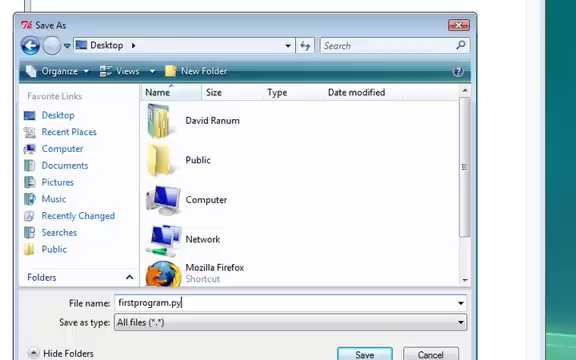 Save As
Desktop
Search
Organize
Views
New Folder
Favorite Links
Desktop
Recent Places
Computer
Documents
Pictures
Music
Recently Changed
Searches
Public
Folders
Name
Size
Type
Date modified
David Ranum
Public
Computer
Network
Mozilla Firefox
Shortcut
File name: firstprogram.py
Save as type: All files (*.*)
Hide Folders
Save
Cancel